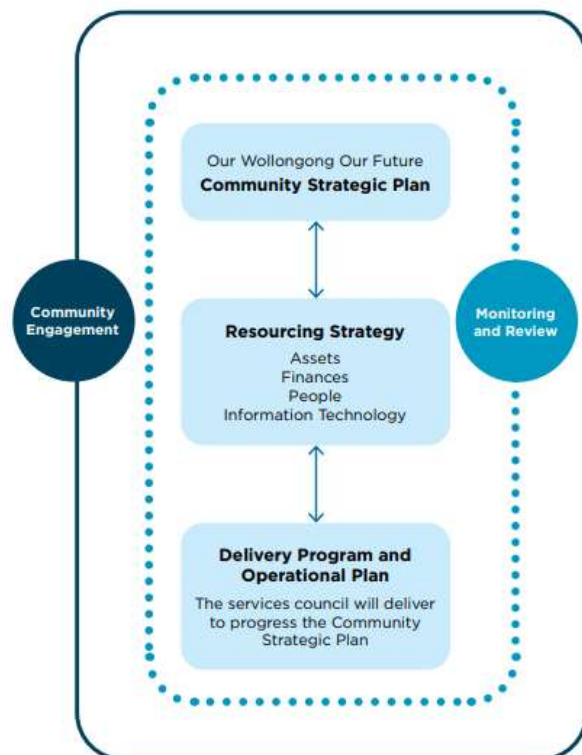 Our Wollongong Our Future
Community Strategic Plan
Community
Engagement
Monitoring
and Review
Resourcing Strategy
Assets
Finances
People
Information Technology
Delivery Program and
Operational Plan
The services council will deliver
to progress the Community
Strategic Plan